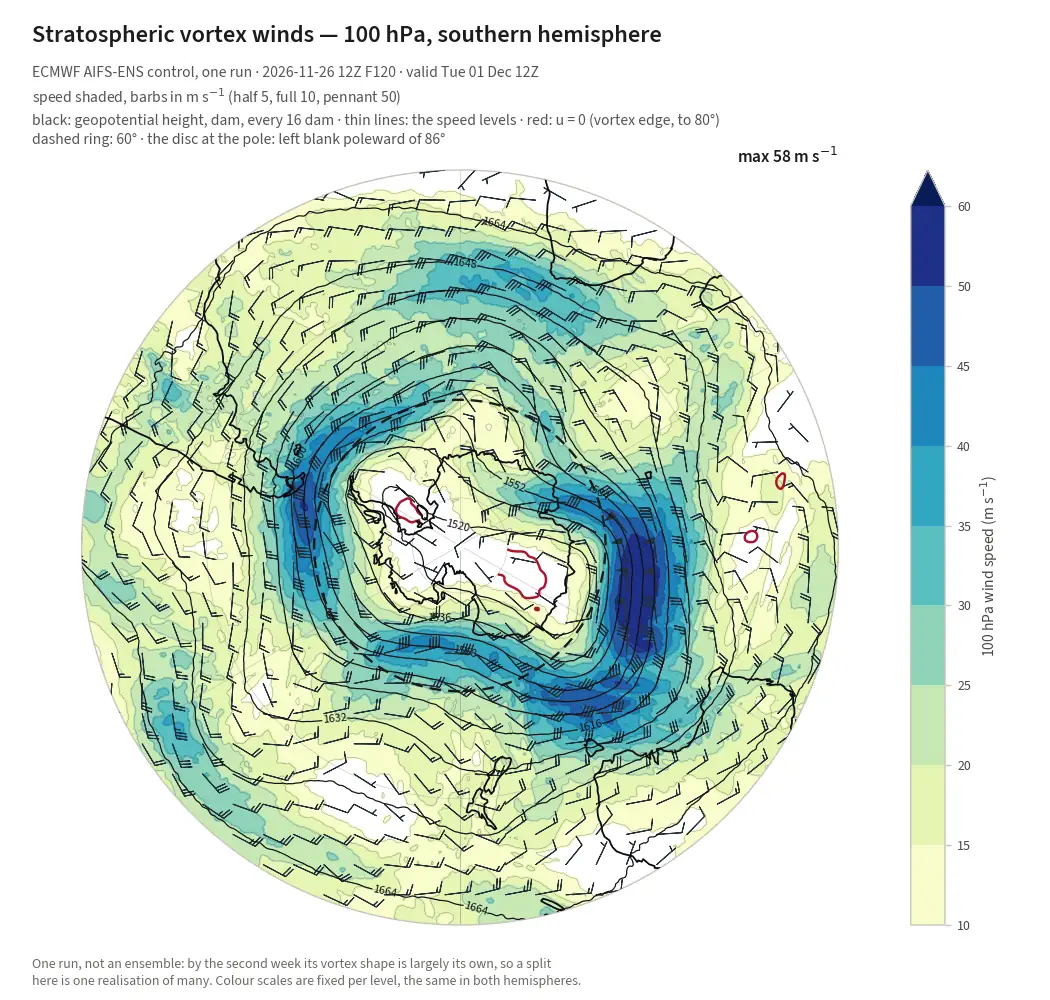 Stratospheric vortex winds — 100 hPa, southern hemisphere
ECMWF AIFS-ENS control, one run · 2026-11-26 12Z F120 · valid Tue 01 Dec 12Z
speed shaded, barbs in m s⁻¹ (half 5, full 10, pennant 50)
black: geopotential height, dam, every 16 dam · thin lines: the speed levels · red: u = 0 (vortex edge, to 80°)
dashed ring: 60° · the disc at the pole: left blank poleward of 86°
max 58 m s⁻¹
1664
1648
1552
1520
1536
1632
1616
1664
1664
60
50
45
40
35
30
25
20
15
10
100 hPa wind speed (m s⁻¹)
One run, not an ensemble: by the second week its vortex shape is largely its own, so a split
here is one realisation of many. Colour scales are fixed per level, the same in both hemispheres.